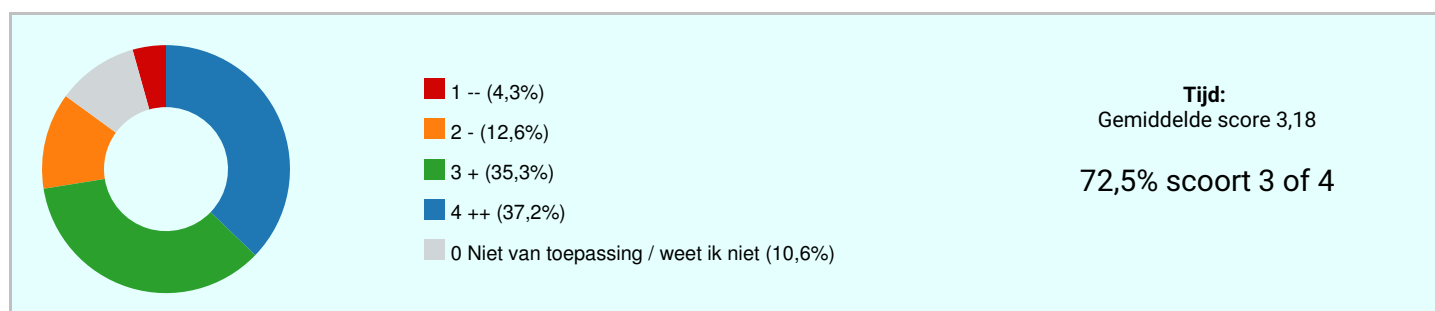 1 -- (4,3%)
2 - (12,6%)
3 + (35,3%)
4 ++ (37,2%)
0 Niet van toepassing / weet ik niet (10,6%)
Tijd:
Gemiddelde score 3,18
72,5% scoort 3 of 4